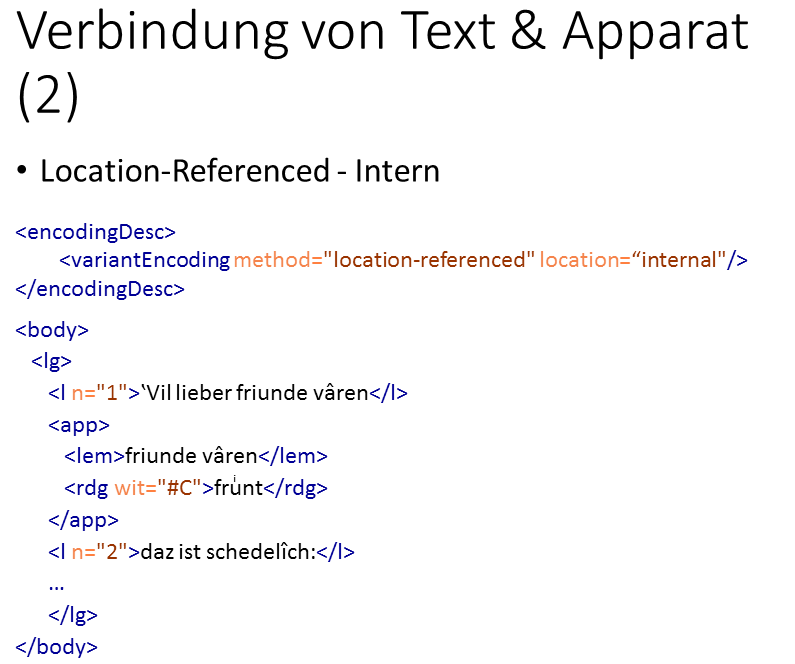 Verbindung von Text & Apparat
(2)
• Location-Referenced - Intern
<encodingDesc>
<variantEncoding method="location-referenced" location=“internal"/>
</encodingDesc>
<body>
<lg>
<l n="1">‛Vil lieber friunde vâren</l>
<app>
<lem>friunde vâren</lem>
<rdg wit="#C">fruͥnt</rdg>
</app>
<l n="2">daz ist schedelîch:</l>
...
</lg>
</body>